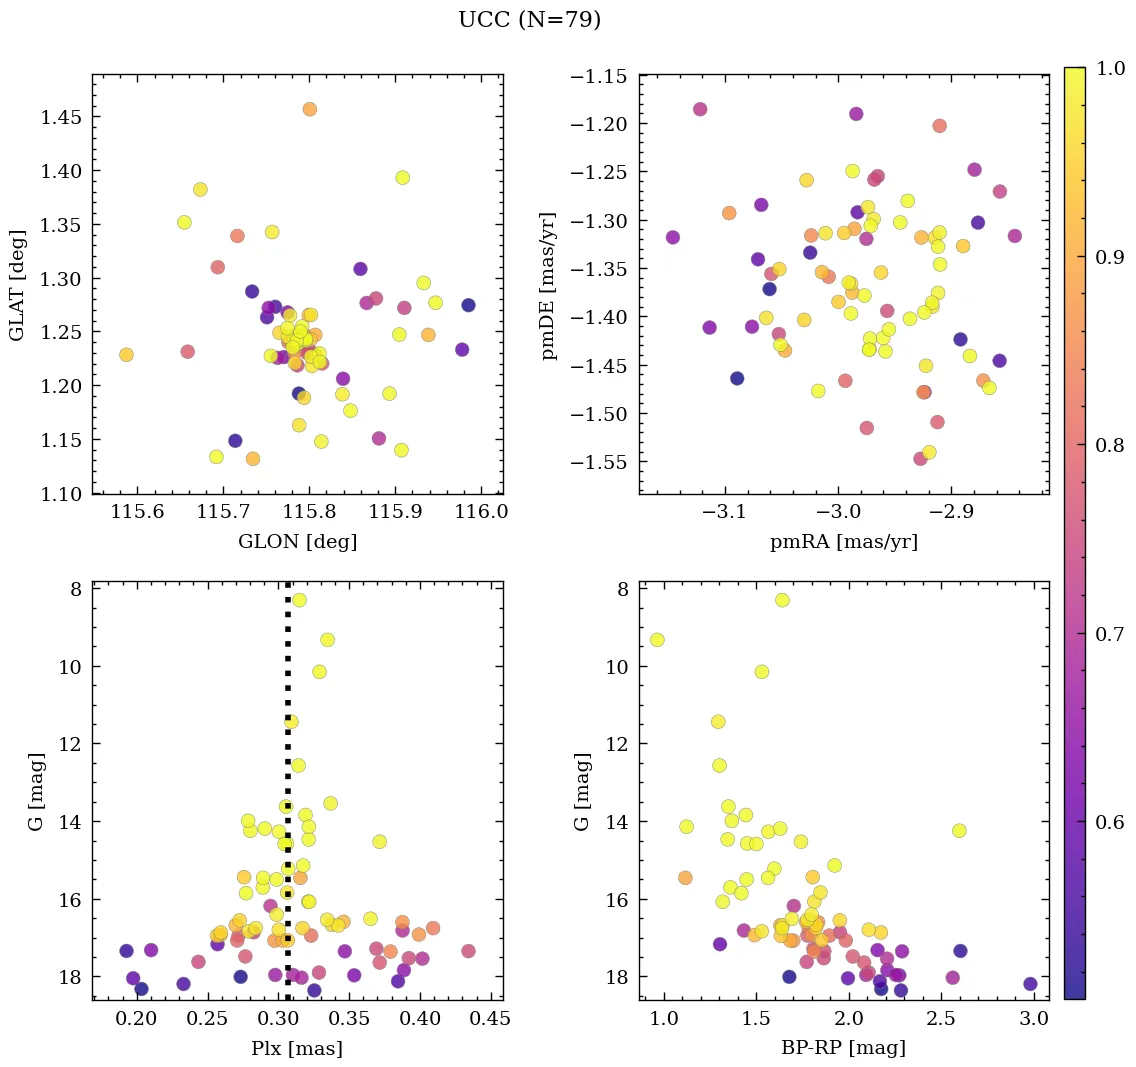 UCC (N=79)
1.45
1.40
1.35
1.30
1.25
1.20
1.15
1.10
GLAT [deg]
115.6 115.7 115.8 115.9 116.0
GLON [deg]
−1.15
−1.20
−1.25
−1.30
−1.35
−1.40
−1.45
−1.50
−1.55
pmDE [mas/yr]
−3.1 −3.0 −2.9
pmRA [mas/yr]
8
10
12
14
16
18
G [mag]
0.20 0.25 0.30 0.35 0.40 0.45
Plx [mas]
8
10
12
14
16
18
G [mag]
1.0 1.5 2.0 2.5 3.0
BP-RP [mag]
1.0
0.9
0.8
0.7
0.6